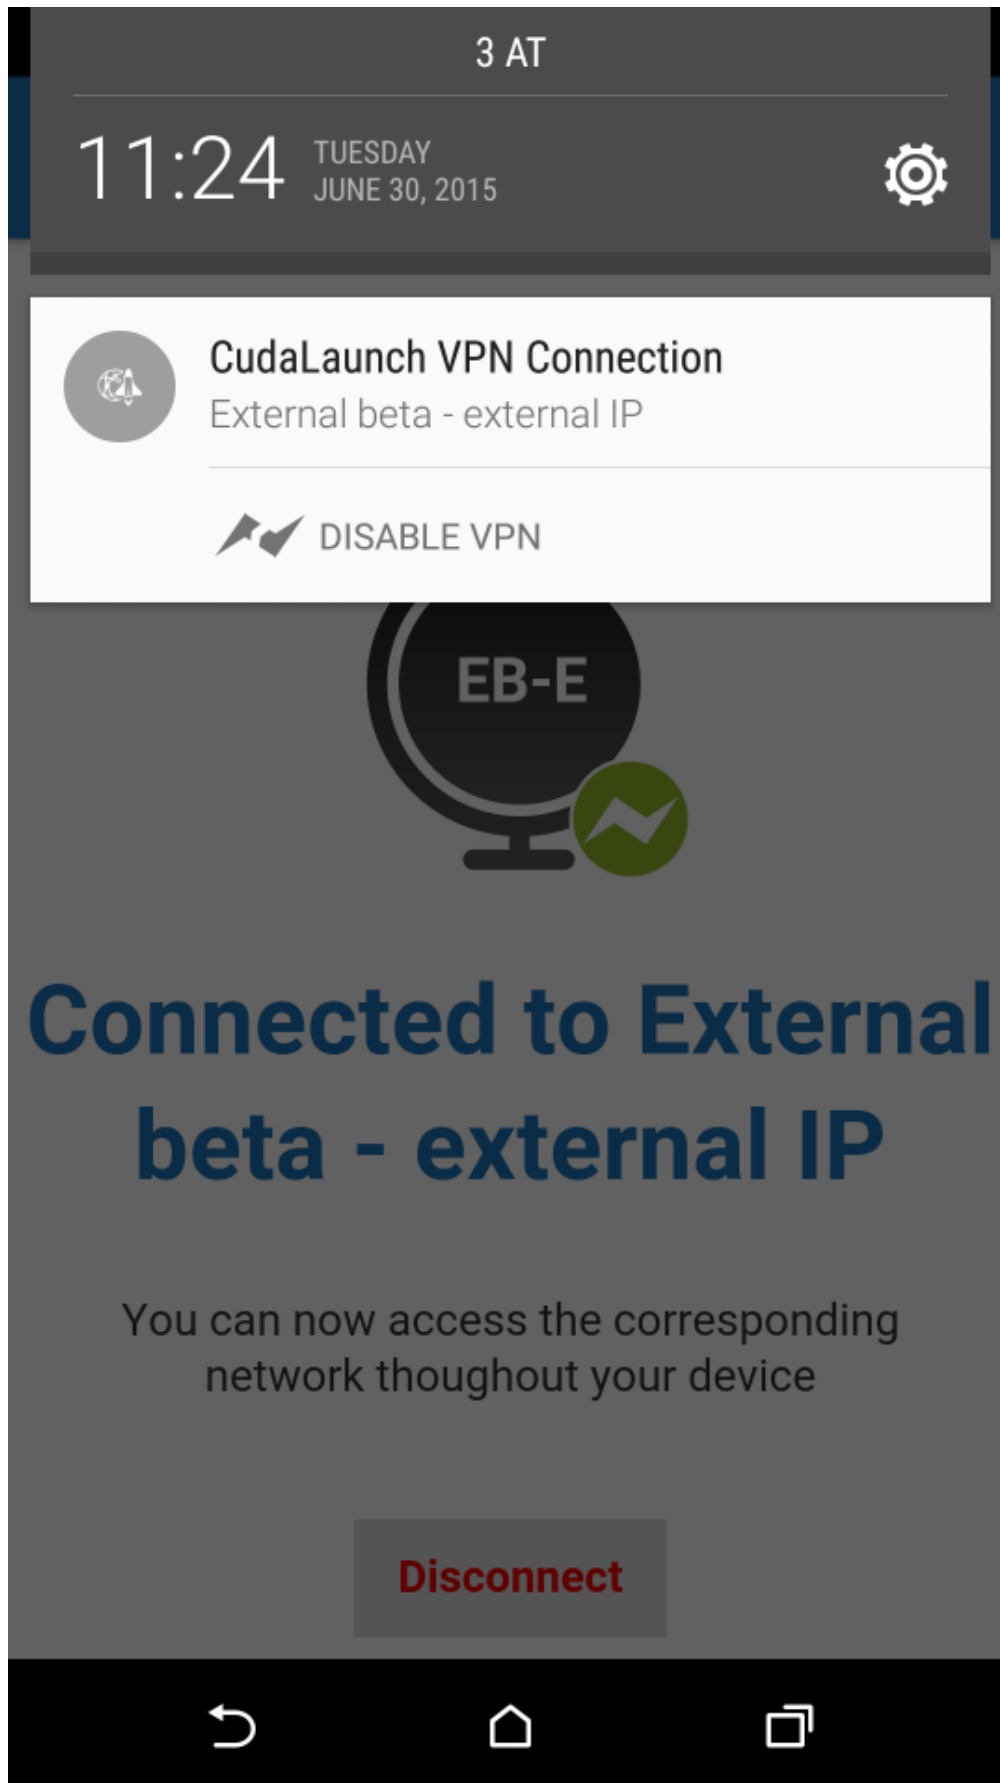 3 AT
11:24
TUESDAY
JUNE 30, 2015
CudaLaunch VPN Connection
External beta - external IP
DISABLE VPN
EB-E
Connected to External
beta - external IP
You can now access the corresponding
network thoughout your device
Disconnect